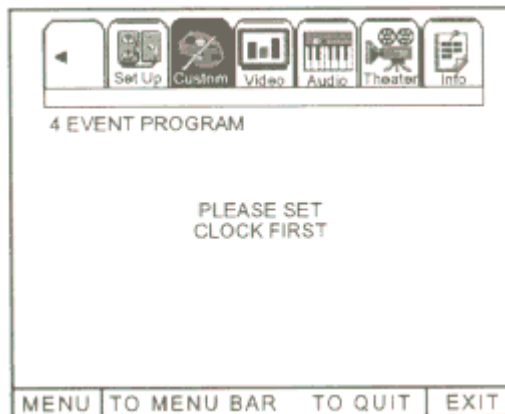 Set Up Custom Video Audio Theater Info
4 EVENT PROGRAM
PLEASE SET
CLOCK FIRST
MENU TO MENU BAR TO QUIT EXIT